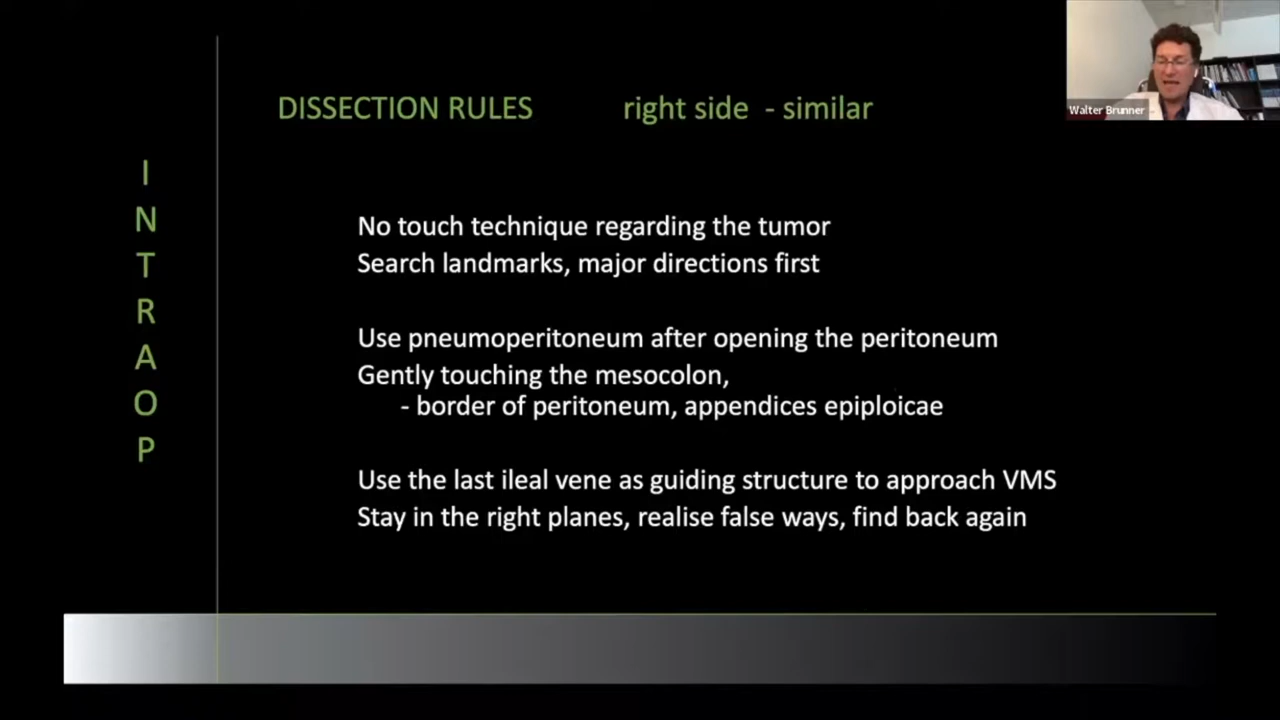 DISSECTION RULES right side - similar
I
N
T
R
A
O
P
No touch technique regarding the tumor
Search landmarks, major directions first
Use pneumoperitoneum after opening the peritoneum
Gently touching the mesocolon,
- border of peritoneum, appendices epiploicae
Use the last ileal vene as guiding structure to approach VMS
Stay in the right planes, realise false ways, find back again
Walter Brunner